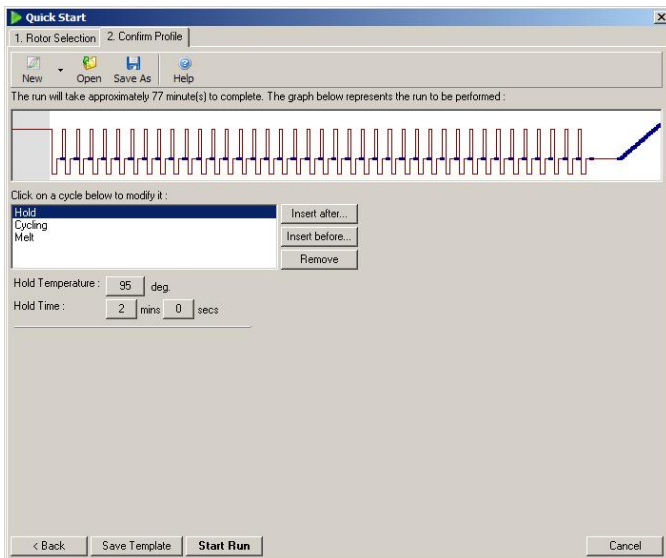 Quick Start
1. Rotor Selection 2. Confirm Profile
New Open Save As Help
The run will take approximately 77 minute(s) to complete. The graph below represents the run to be performed :
Click on a cycle below to modify it :
Hold
Cycling
Melt
Insert after...
Insert before...
Remove
Hold Temperature : 95 deg.
Hold Time : 2 mins 0 secs
< Back Save Template Start Run Cancel